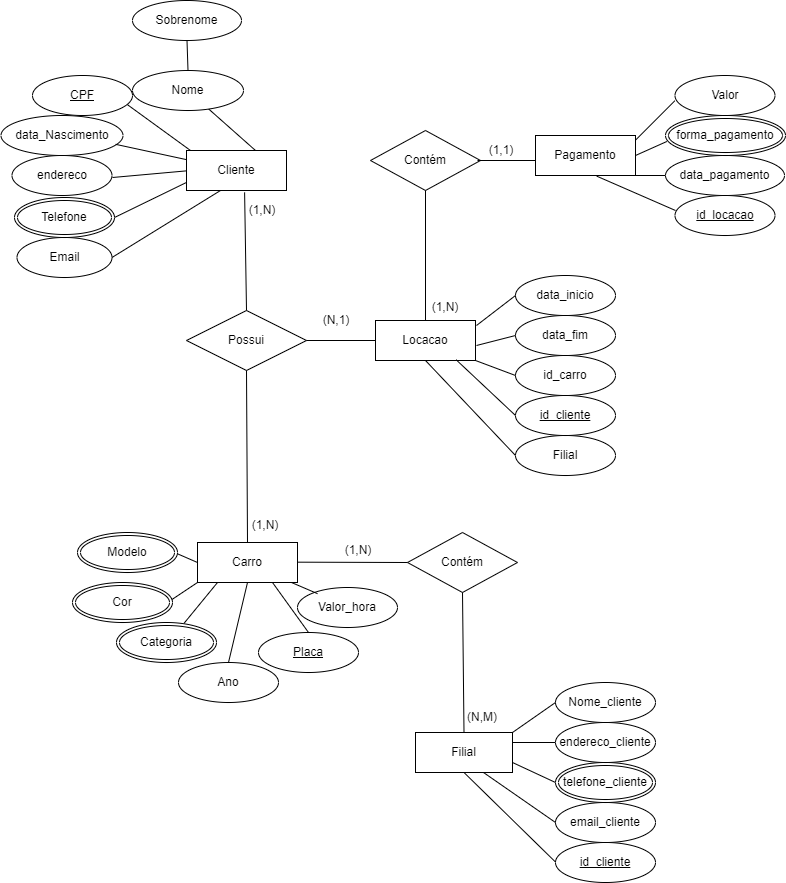 Sobrenome
Nome
CPF
data_Nascimento
endereco
Telefone
Email
Cliente
(1,N)
Contém
(1,1)
Pagamento
Valor
forma_pagamento
data_pagamento
id_locacao
(1,N)
Possui
(N,1)
Locacao
data_inicio
data_fim
id_carro
id_cliente
Filial
(1,N)
Carro
Modelo
Cor
Categoria
Ano
Placa
Valor_hora
(1,N)
Contém
(N,M)
Filial
Nome_cliente
endereco_cliente
telefone_cliente
email_cliente
id_cliente